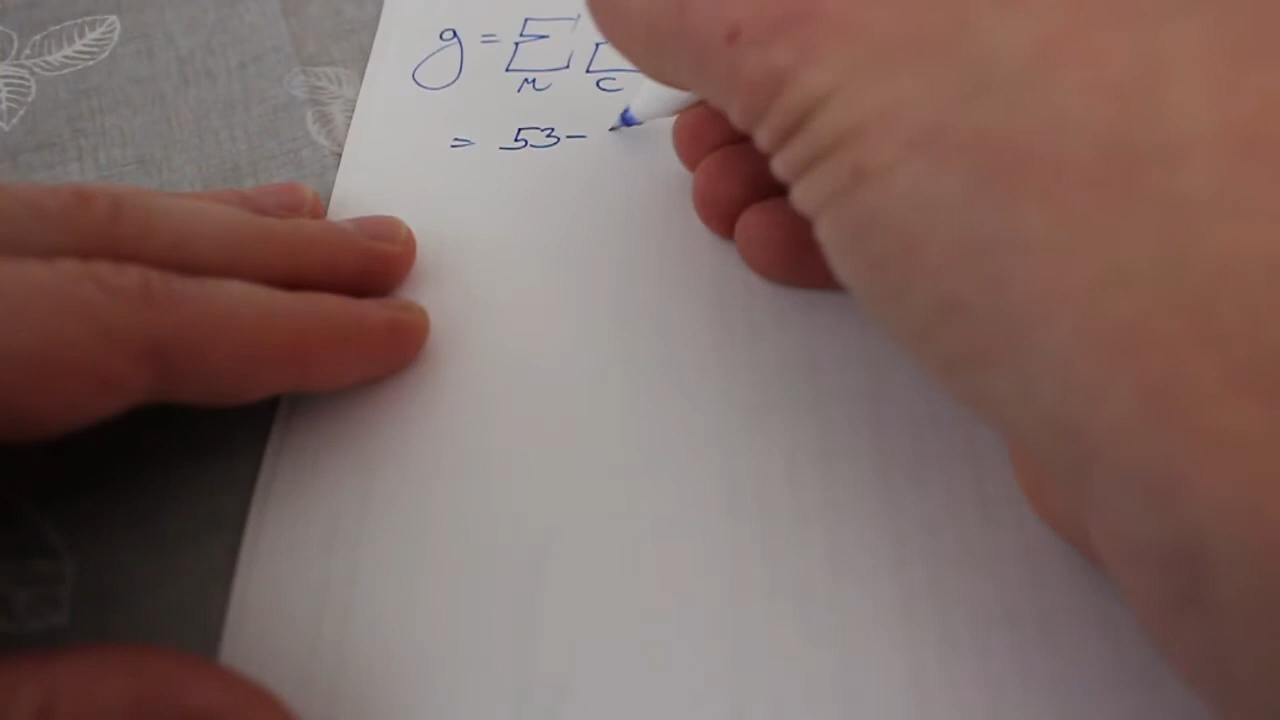 g = Σ
M C
= 53 -